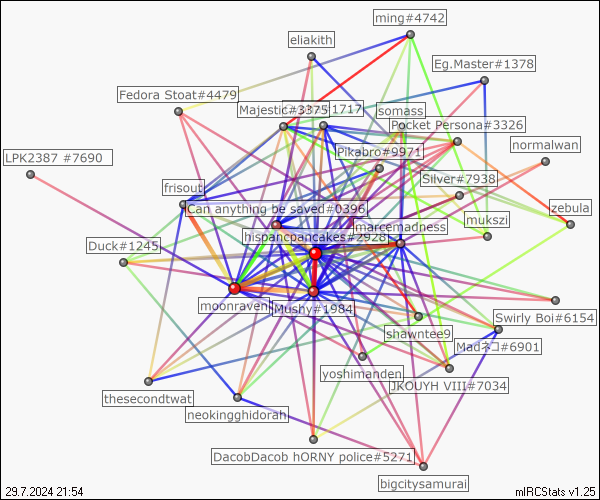 ming#4742
eliakith
Eg.Master#1378
Fedora Stoat#4479
Majestic#3375
1717
somass
Pocket Persona#3326
normalwan
Pikabro#9971
LPK2387 #7690
Silver#7938
frisout
Can anything be saved#0396
zebula
mukszi
marcemadness
hispancpancakes#2928
Duck#1245
moonraven
Mushy#1984
Swirly Boi#6154
shawntee9
Madネコ#6901
yoshimanden
JKOUYH VIII#7034
thesecondtwat
neokingghidorah
DacobDacob hORNY police#5271
bigcitysamurai
29.7.2024 21:54
mIRCStats v1.25